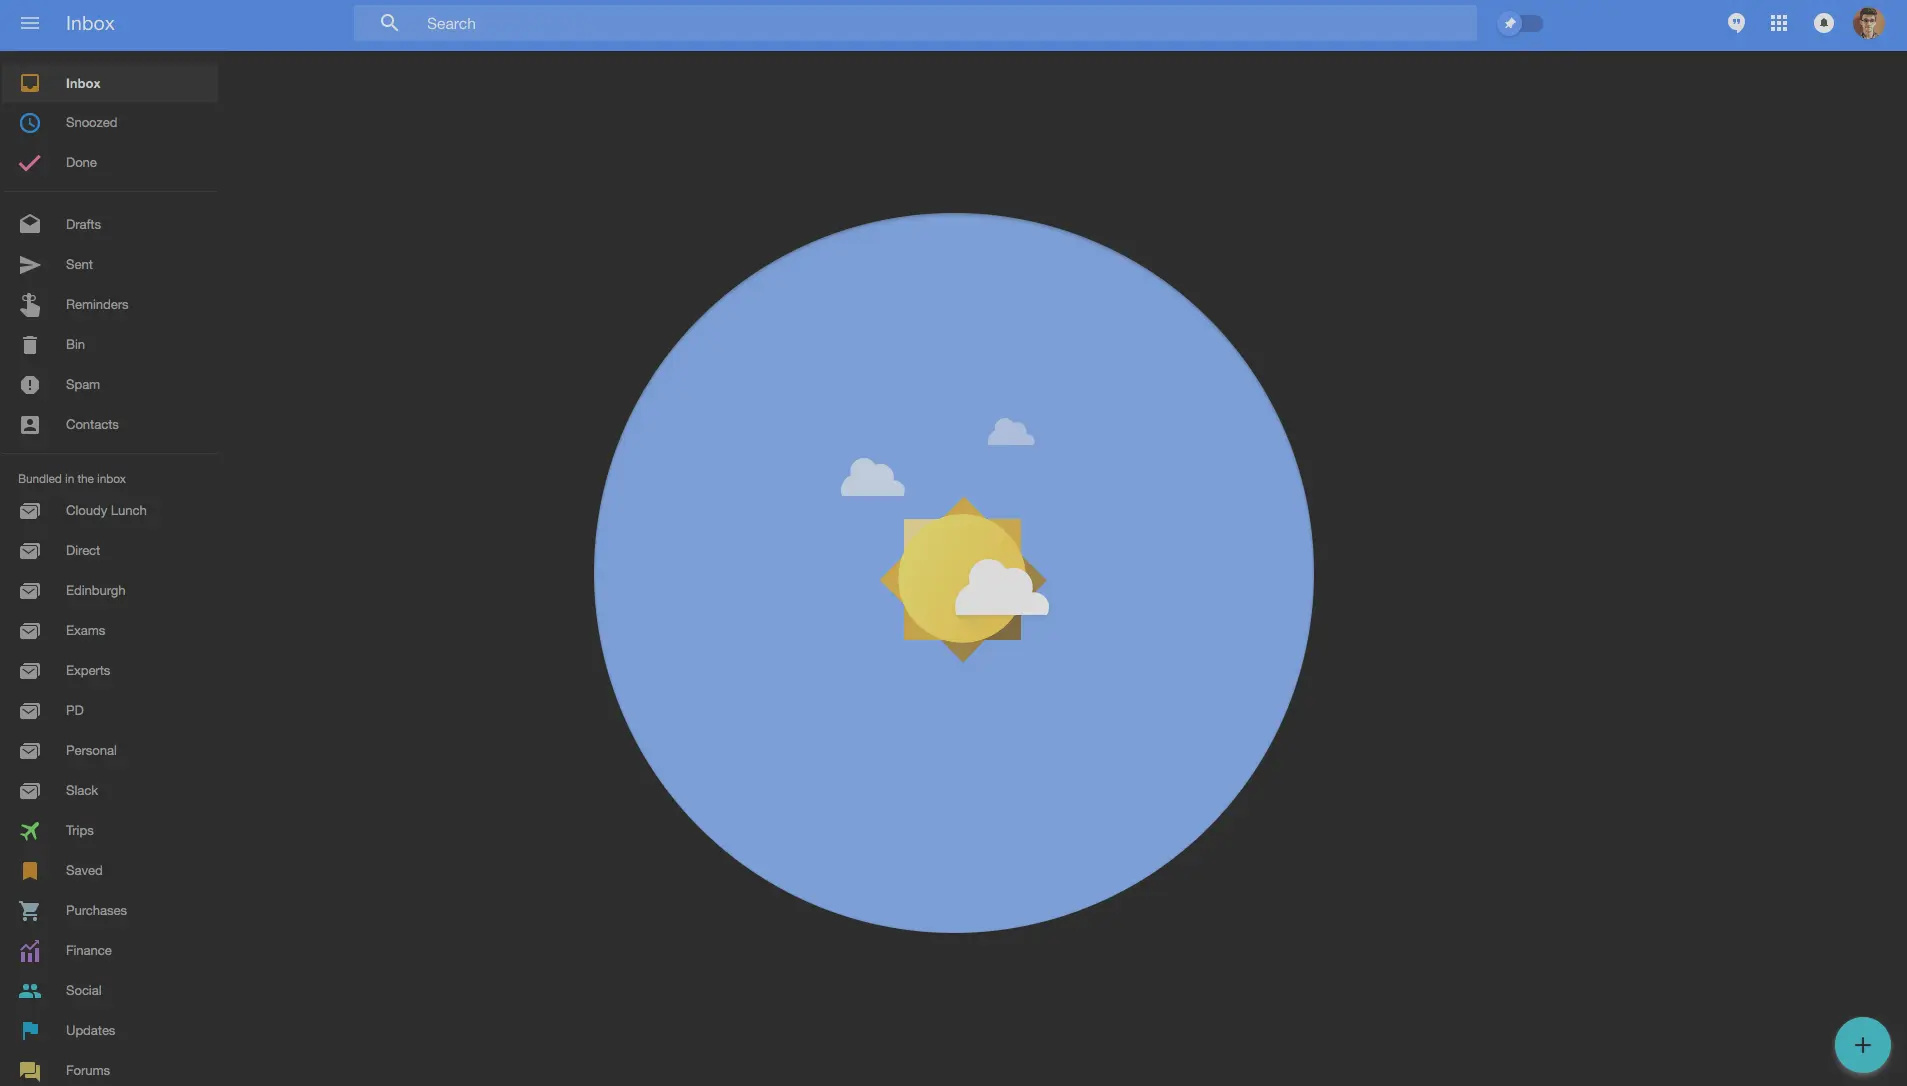 Inbox
Search
Inbox
Snoozed
Done
Drafts
Sent
Reminders
Bin
Spam
Contacts
Bundled in the inbox
Cloudy Lunch
Direct
Edinburgh
Exams
Experts
PD
Personal
Slack
Trips
Saved
Purchases
Finance
Social
Updates
Forums